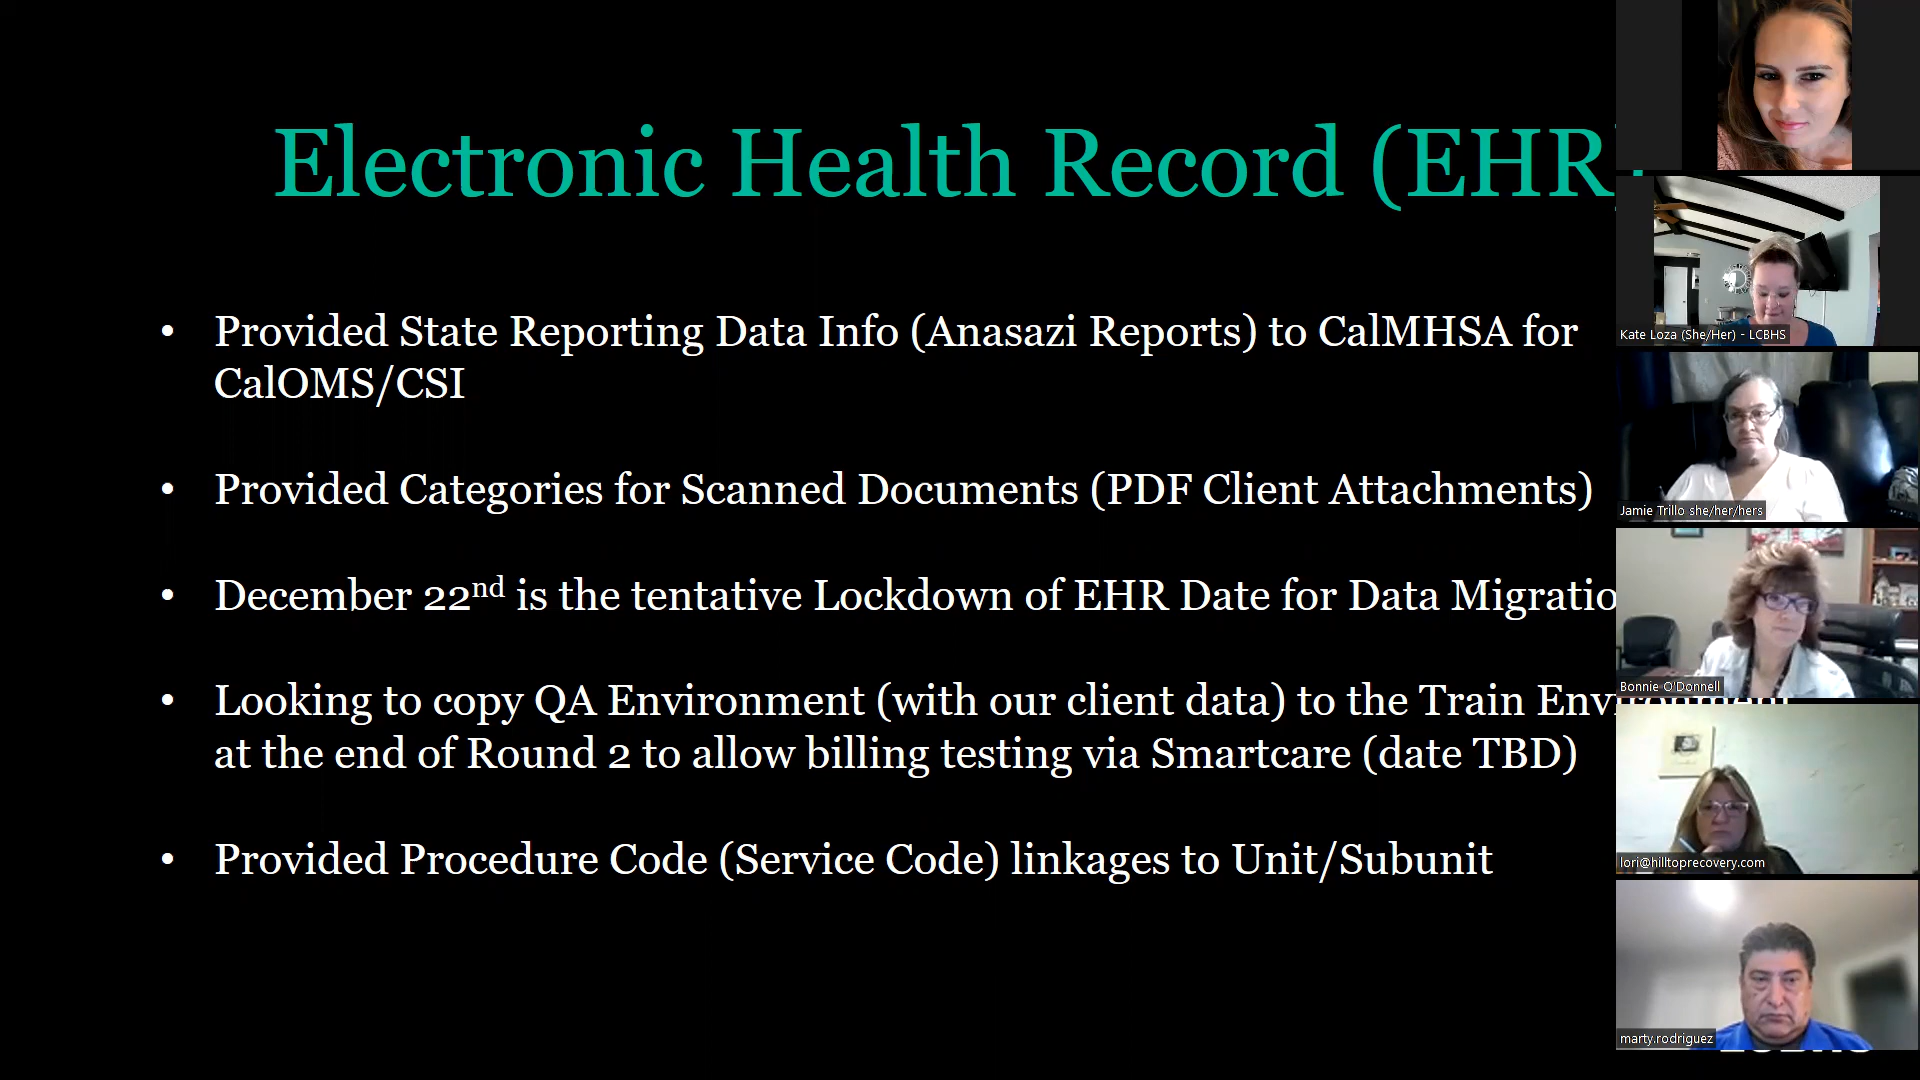 Electronic Health Record (EHR)
• Provided State Reporting Data Info (Anasazi Reports) to CalMHSA for
CalOMS/CSI
• Provided Categories for Scanned Documents (PDF Client Attachments)
• December 22nd is the tentative Lockdown of EHR Date for Data Migratio
• Looking to copy QA Environment (with our client data) to the Train Environment
at the end of Round 2 to allow billing testing via Smartcare (date TBD)
• Provided Procedure Code (Service Code) linkages to Unit/Subunit
Kate Loza (She/Her) - LCBHS
Jamie Trillo she/her/hers
Bonnie O'Donnell
lori@hilltoprecovery.com
marty.rodriguez